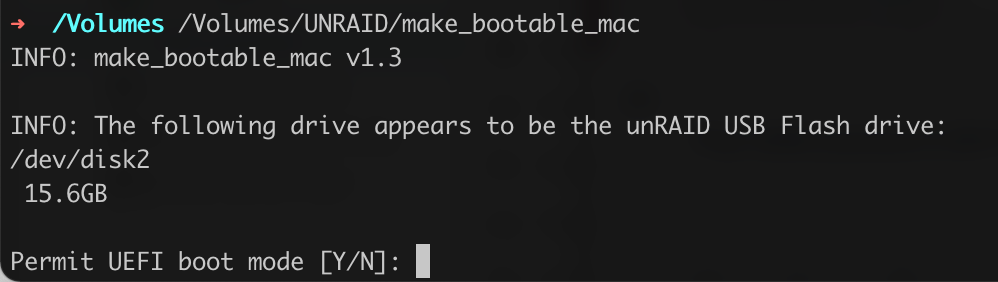 → /Volumes /Volumes/UNRAID/make_bootable_mac
INFO: make_bootable_mac v1.3
INFO: The following drive appears to be the unRAID USB Flash drive:
/dev/disk2
15.6GB
Permit UEFI boot mode [Y/N]: